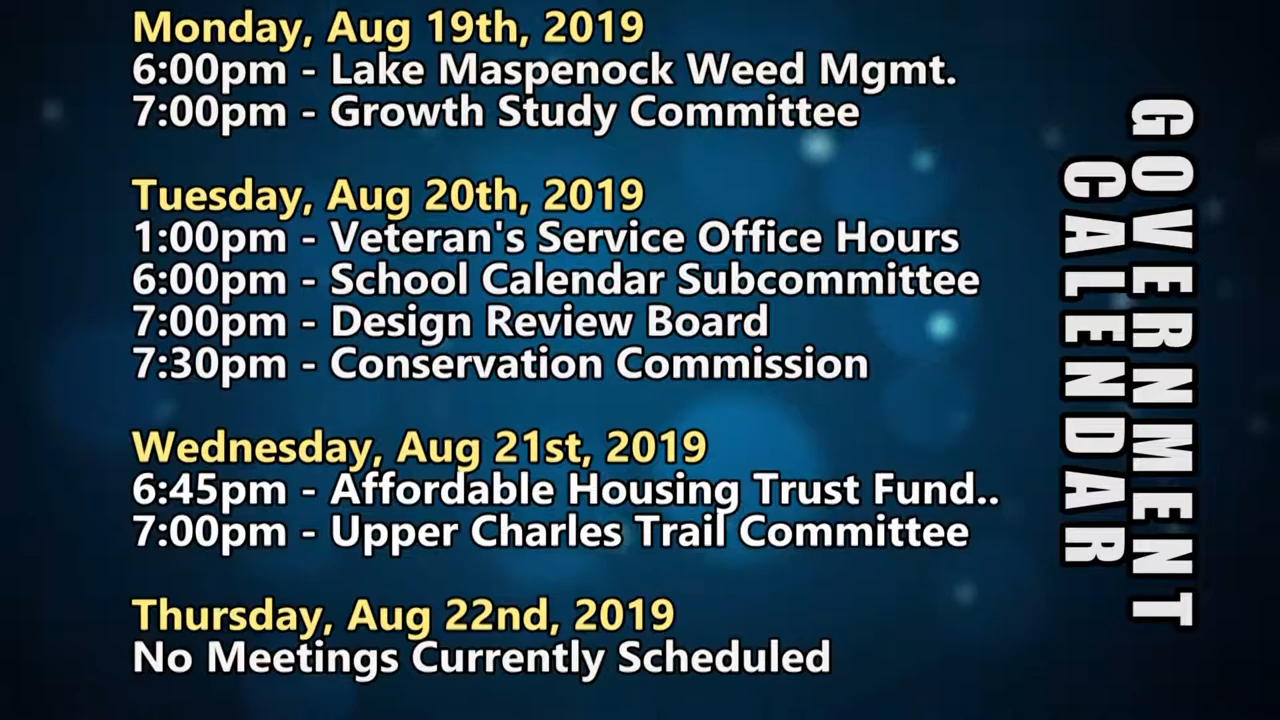 Monday, Aug 19th, 2019
6:00pm - Lake Maspenock Weed Mgmt.
7:00pm - Growth Study Committee
Tuesday, Aug 20th, 2019
1:00pm - Veteran's Service Office Hours
6:00pm - School Calendar Subcommittee
7:00pm - Design Review Board
7:30pm - Conservation Commission
Wednesday, Aug 21st, 2019
6:45pm - Affordable Housing Trust Fund..
7:00pm - Upper Charles Trail Committee
Thursday, Aug 22nd, 2019
No Meetings Currently Scheduled
GOVERNMENT
CALENDAR